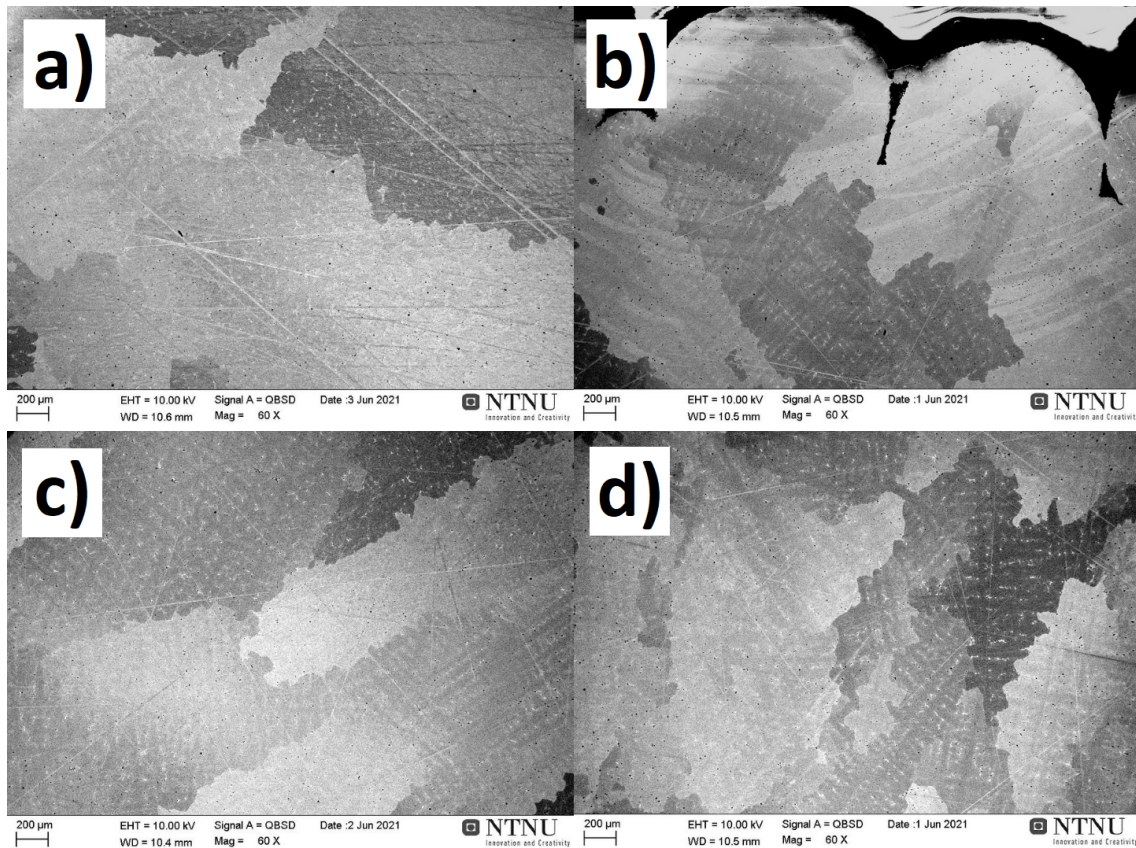 a)
b)
200 µm
EHT = 10.00 kV Signal A = QBSD Date :3 Jun 2021
WD = 10.6 mm Mag = 60 X
NTNU
Innovation and Creativity
200 µm
EHT = 10.00 kV Signal A = QBSD Date :1 Jun 2021
WD = 10.5 mm Mag = 60 X
NTNU
Innovation and Creativity
c)
d)
200 µm
EHT = 10.00 kV Signal A = QBSD Date :2 Jun 2021
WD = 10.4 mm Mag = 60 X
NTNU
Innovation and Creativity
200 µm
EHT = 10.00 kV Signal A = QBSD Date :1 Jun 2021
WD = 10.5 mm Mag = 60 X
NTNU
Innovation and Creativity